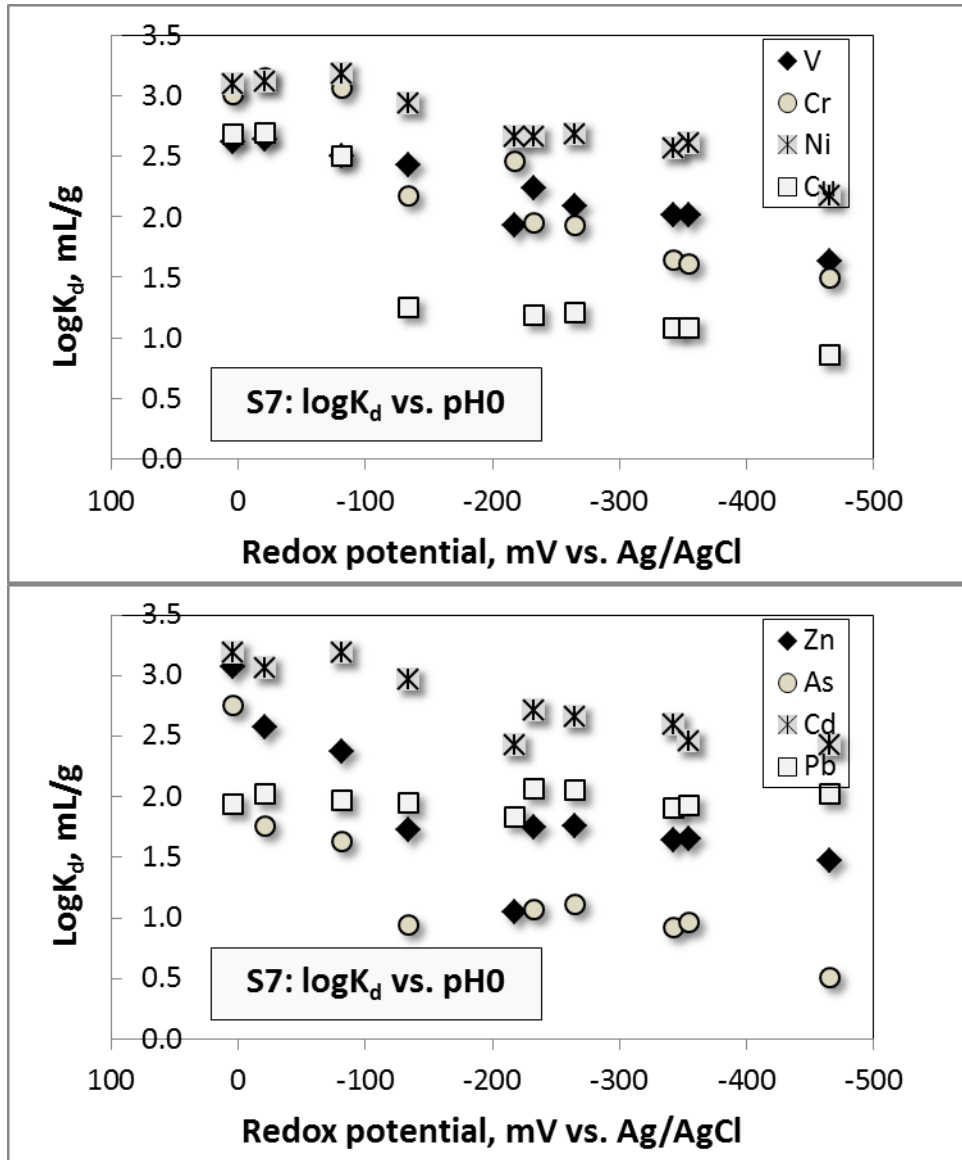 3.5
3.0
2.5
2.0
1.5
1.0
0.5
0.0
LogKd, mL/g
V
Cr
Ni
Cu
S7: logKd vs. pH0
100 0 -100 -200 -300 -400 -500
Redox potential, mV vs. Ag/AgCl
3.5
3.0
2.5
2.0
1.5
1.0
0.5
0.0
LogKd, mL/g
Zn
As
Cd
Pb
S7: logKd vs. pH0
100 0 -100 -200 -300 -400 -500
Redox potential, mV vs. Ag/AgCl